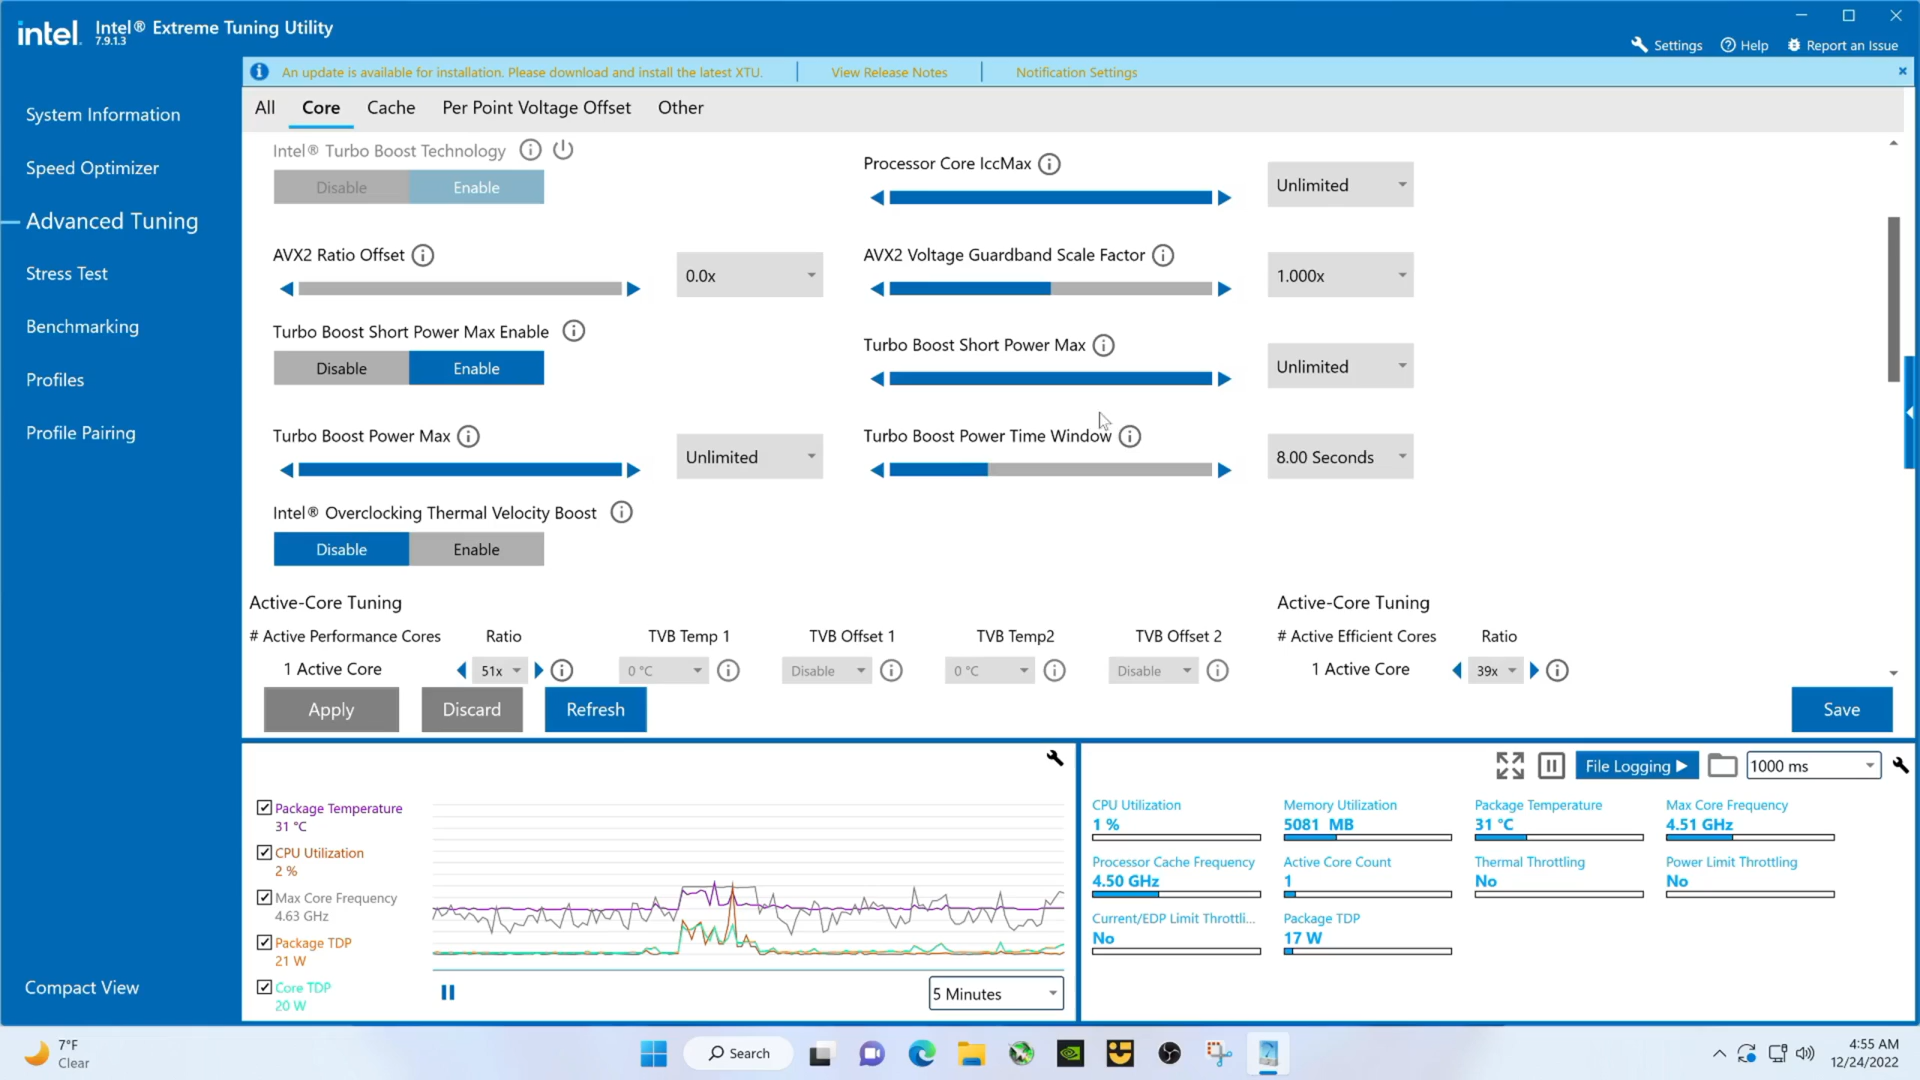 intel.
Intel® Extreme Tuning Utility
7.9.1.3
Settings
Help
Report an Issue
An update is available for installation. Please download and install the latest XTU.
View Release Notes
Notification Settings
System Information
Speed Optimizer
Advanced Tuning
Stress Test
Benchmarking
Profiles
Profile Pairing
Compact View
All
Core
Cache
Per Point Voltage Offset
Other
Intel® Turbo Boost Technology
Disable
Enable
Processor Core IccMax
Unlimited
AVX2 Ratio Offset
0.0x
AVX2 Voltage Guardband Scale Factor
1.000x
Turbo Boost Short Power Max Enable
Disable
Enable
Turbo Boost Short Power Max
Unlimited
Turbo Boost Power Max
Unlimited
Turbo Boost Power Time Window
8.00 Seconds
Intel® Overclocking Thermal Velocity Boost
Disable
Enable
Active-Core Tuning
# Active Performance Cores
Ratio
TVB Temp 1
TVB Offset 1
TVB Temp2
TVB Offset 2
1 Active Core
51x
0 °C
Disable
0 °C
Disable
Active-Core Tuning
# Active Efficient Cores
Ratio
1 Active Core
39x
Apply
Discard
Refresh
Save
Package Temperature
31 °C
CPU Utilization
2 %
Max Core Frequency
4.63 GHz
Package TDP
21 W
Core TDP
20 W
5 Minutes
File Logging
1000 ms
CPU Utilization
1 %
Memory Utilization
5081 MB
Package Temperature
31 °C
Max Core Frequency
4.51 GHz
Processor Cache Frequency
4.50 GHz
Active Core Count
1
Thermal Throttling
No
Power Limit Throttling
No
Current/EDP Limit Throttli...
No
Package TDP
17 W
7°F
Clear
Search
4:55 AM
12/24/2022